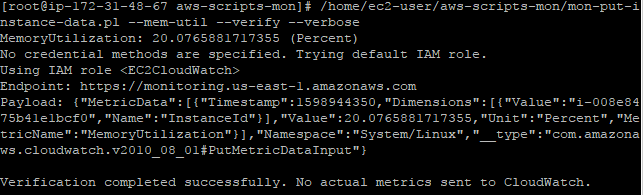 [root@ip-172-31-48-67 aws-scripts-mon]# /home/ec2-user/aws-scripts-mon/mon-put-i
nstance-data.pl --mem-util --verify --verbose
MemoryUtilization: 20.0765881717355 (Percent)
No credential methods are specified. Trying default IAM role.
Using IAM role <EC2CloudWatch>
Endpoint: https://monitoring.us-east-1.amazonaws.com
Payload: {"MetricData":[{"Timestamp":1598944350,"Dimensions":[{"Value":"i-008e84
75b41e1bcf0","Name":"InstanceId"}],"Value":20.0765881717355,"Unit":"Percent","Me
tricName":"MemoryUtilization"}],"Namespace":"System/Linux","__type":"com.amazona
ws.cloudwatch.v2010_08_01#PutMetricDataInput"}
Verification completed successfully. No actual metrics sent to CloudWatch.